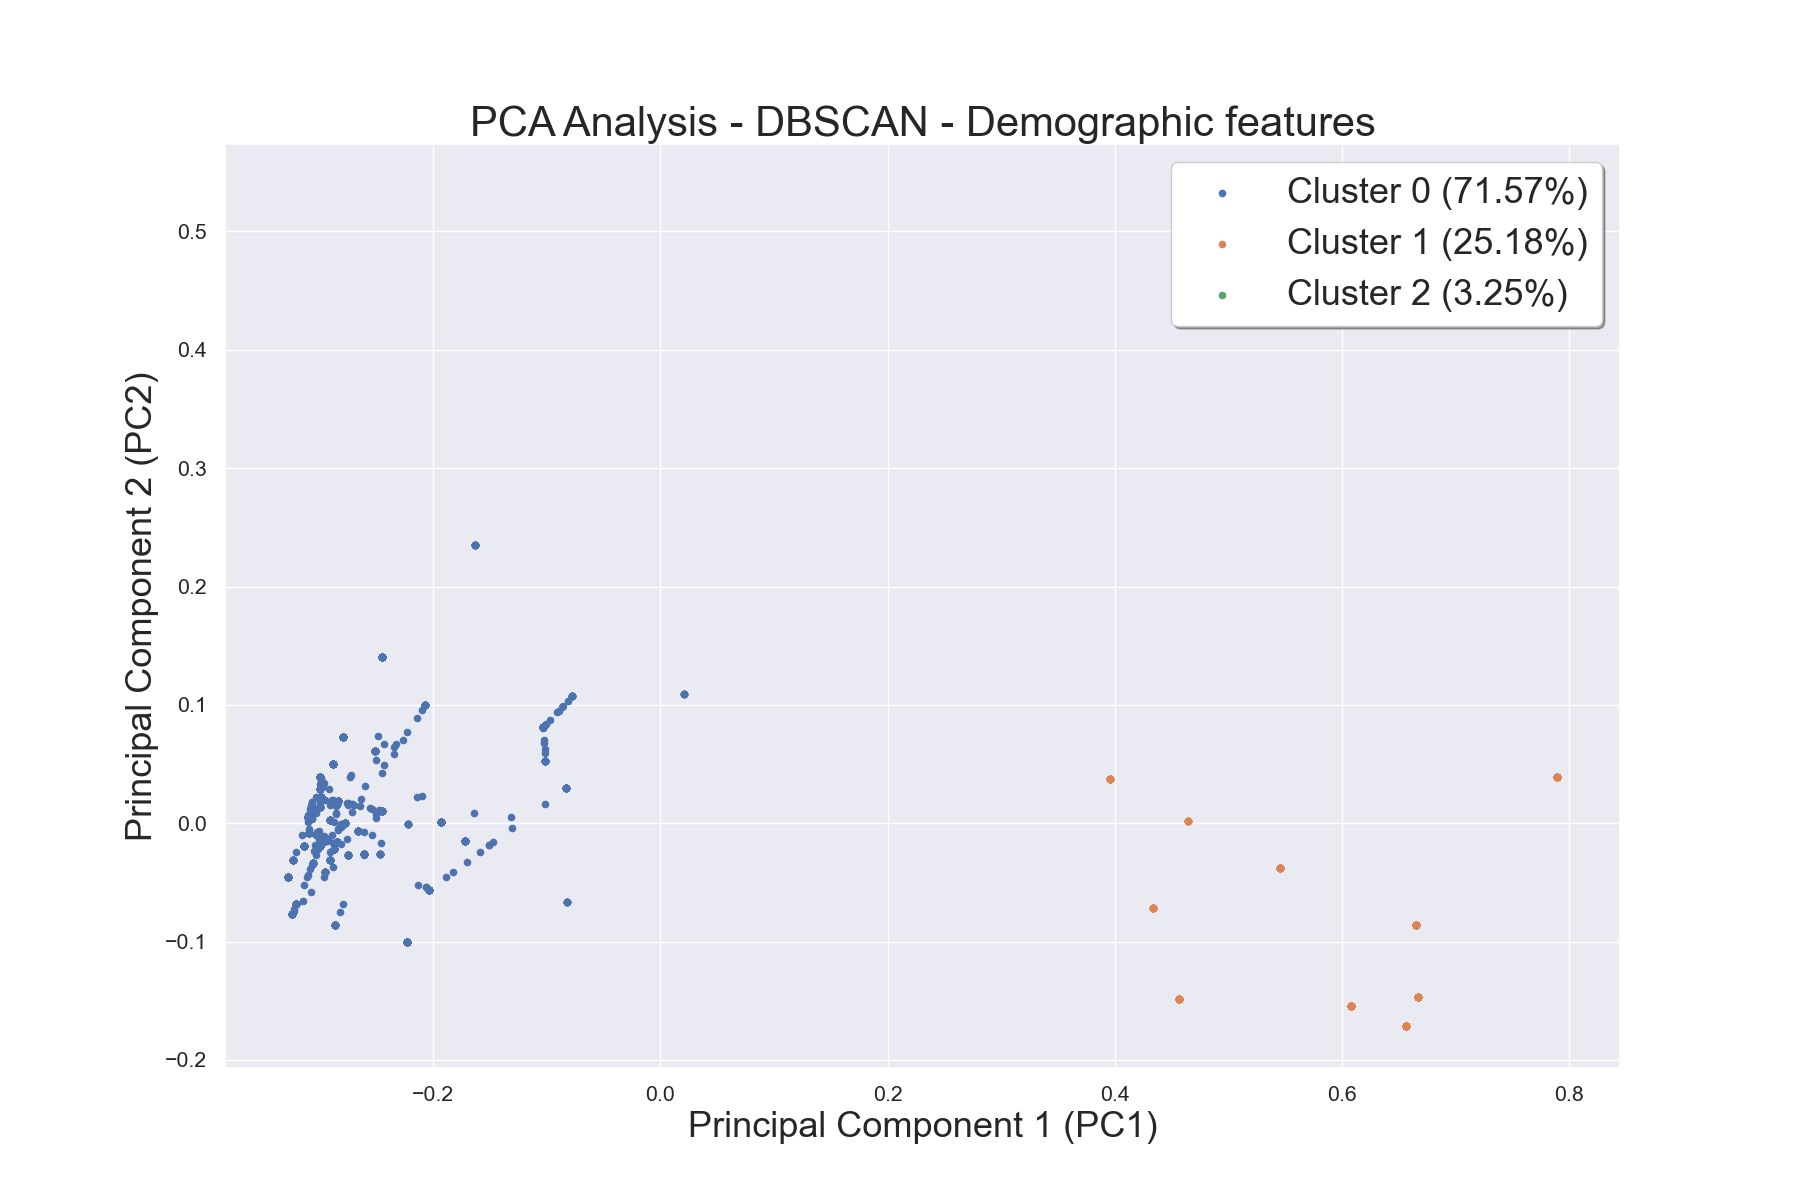 PCA Analysis - DBSCAN - Demographic features
Cluster 0 (71.57%)
Cluster 1 (25.18%)
Cluster 2 (3.25%)
Principal Component 2 (PC2)
0.5
0.4
0.3
0.2
0.1
0.0
−0.1
−0.2
−0.2 0.0 0.2 0.4 0.6 0.8
Principal Component 1 (PC1)